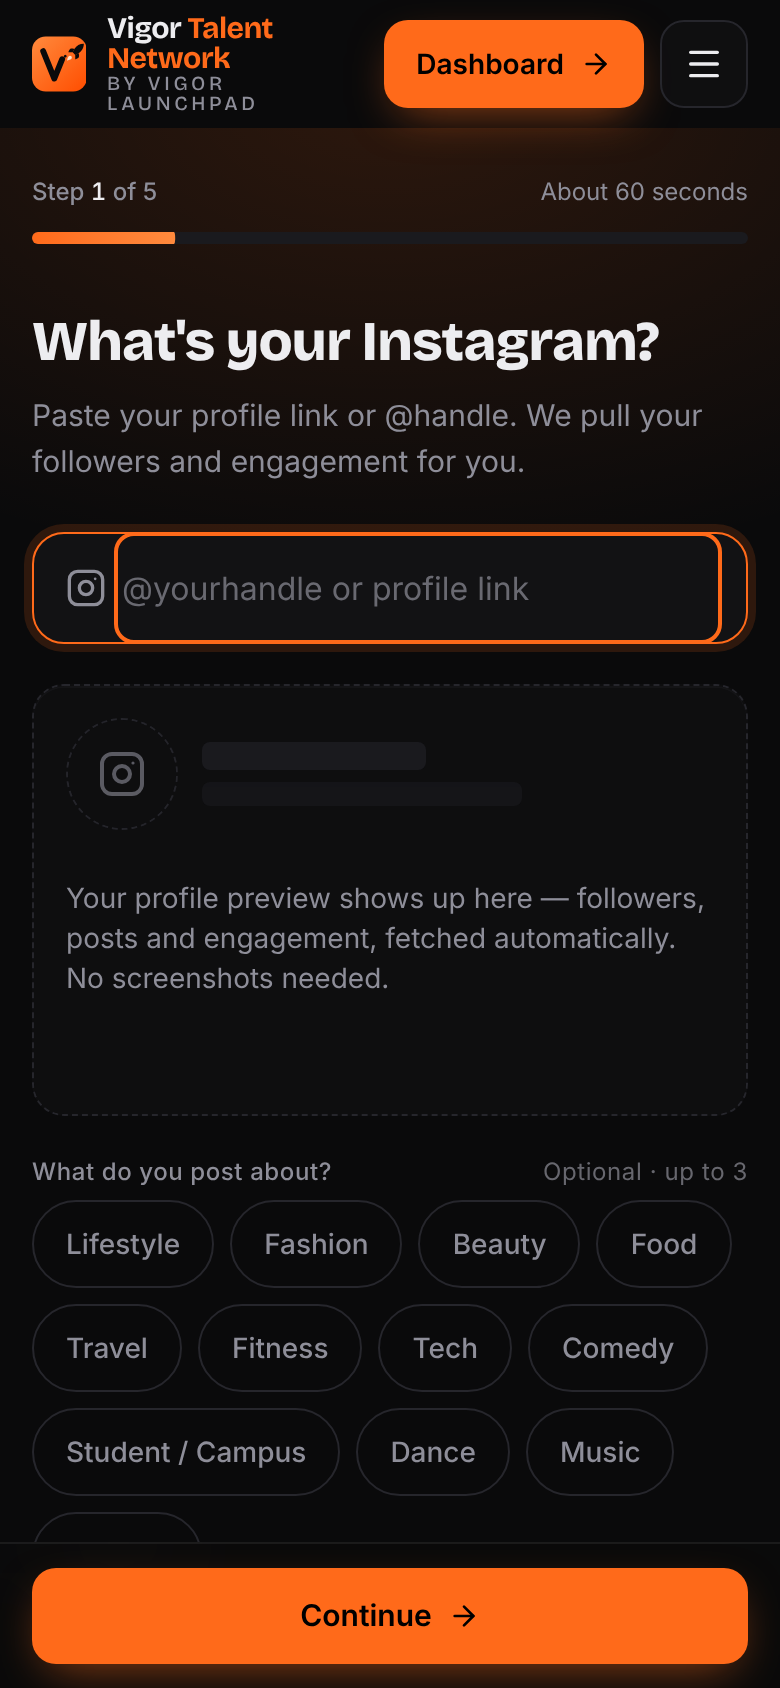 Vigor Talent
Network
BY VIGOR
LAUNCHPAD
Dashboard →
Step 1 of 5
About 60 seconds
What's your Instagram?
Paste your profile link or @handle. We pull your
followers and engagement for you.
@yourhandle or profile link
Your profile preview shows up here — followers,
posts and engagement, fetched automatically.
No screenshots needed.
What do you post about?
Optional · up to 3
Lifestyle
Fashion
Beauty
Food
Travel
Fitness
Tech
Comedy
Student / Campus
Dance
Music
Continue →